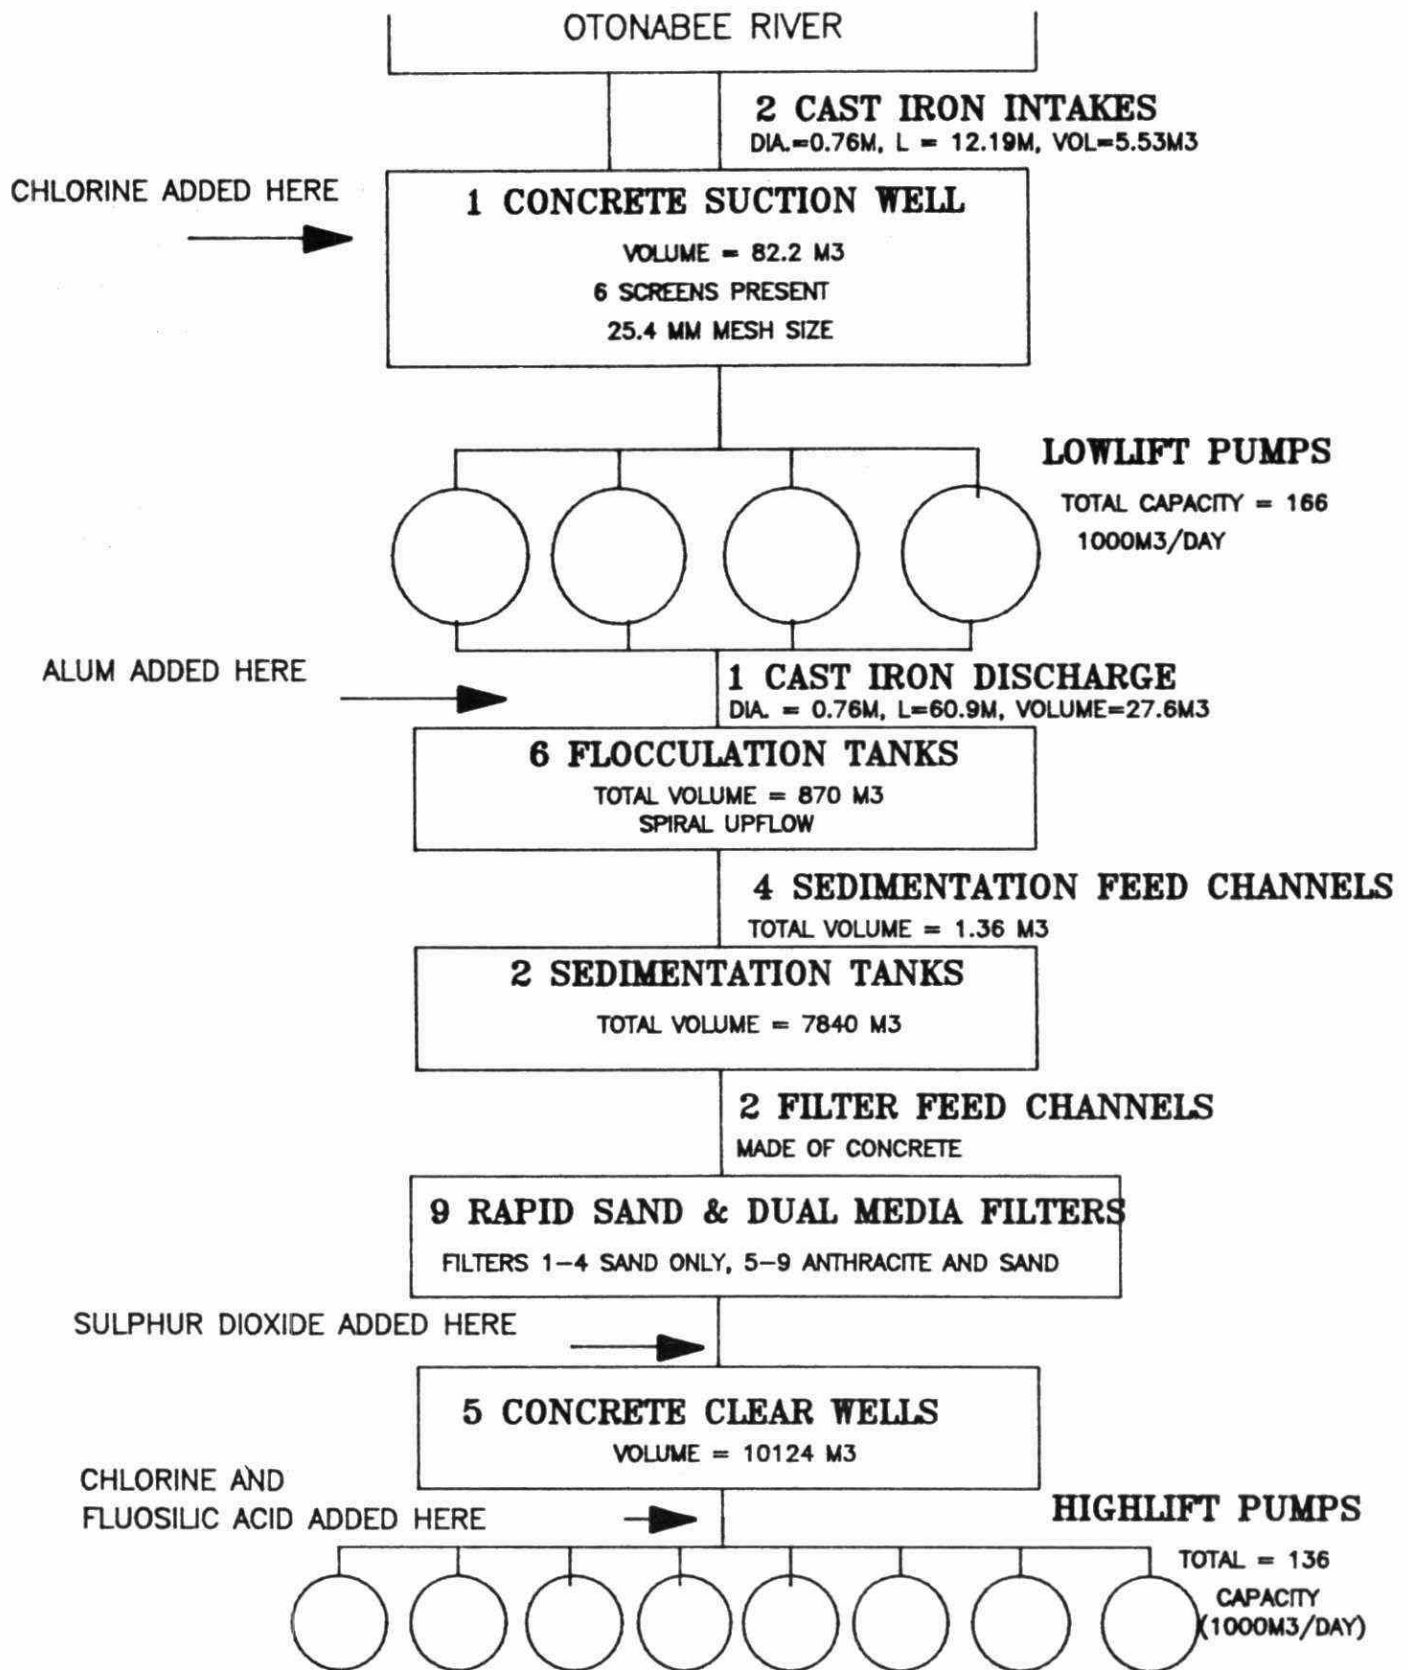 OTONABEE RIVER
2 CAST IRON INTAKES
DIA.=0.76M, L = 12.19M, VOL=5.53M3
CHLORINE ADDED HERE
1 CONCRETE SUCTION WELL
VOLUME = 82.2 M3
6 SCREENS PRESENT
25.4 MM MESH SIZE
LOWLIFT PUMPS
TOTAL CAPACITY = 166
1000M3/DAY
ALUM ADDED HERE
1 CAST IRON DISCHARGE
DIA. = 0.76M, L=60.9M, VOLUME=27.6M3
6 FLOCCULATION TANKS
TOTAL VOLUME = 870 M3
SPIRAL UPFLOW
4 SEDIMENTATION FEED CHANNELS
TOTAL VOLUME = 1.36 M3
2 SEDIMENTATION TANKS
TOTAL VOLUME = 7840 M3
2 FILTER FEED CHANNELS
MADE OF CONCRETE
9 RAPID SAND & DUAL MEDIA FILTERS
FILTERS 1-4 SAND ONLY, 5-9 ANTHRACITE AND SAND
SULPHUR DIOXIDE ADDED HERE
5 CONCRETE CLEAR WELLS
VOLUME = 10124 M3
CHLORINE AND
FLUOSILIC ACID ADDED HERE
HIGHLIFT PUMPS
TOTAL = 136
CAPACITY
(1000M3/DAY)